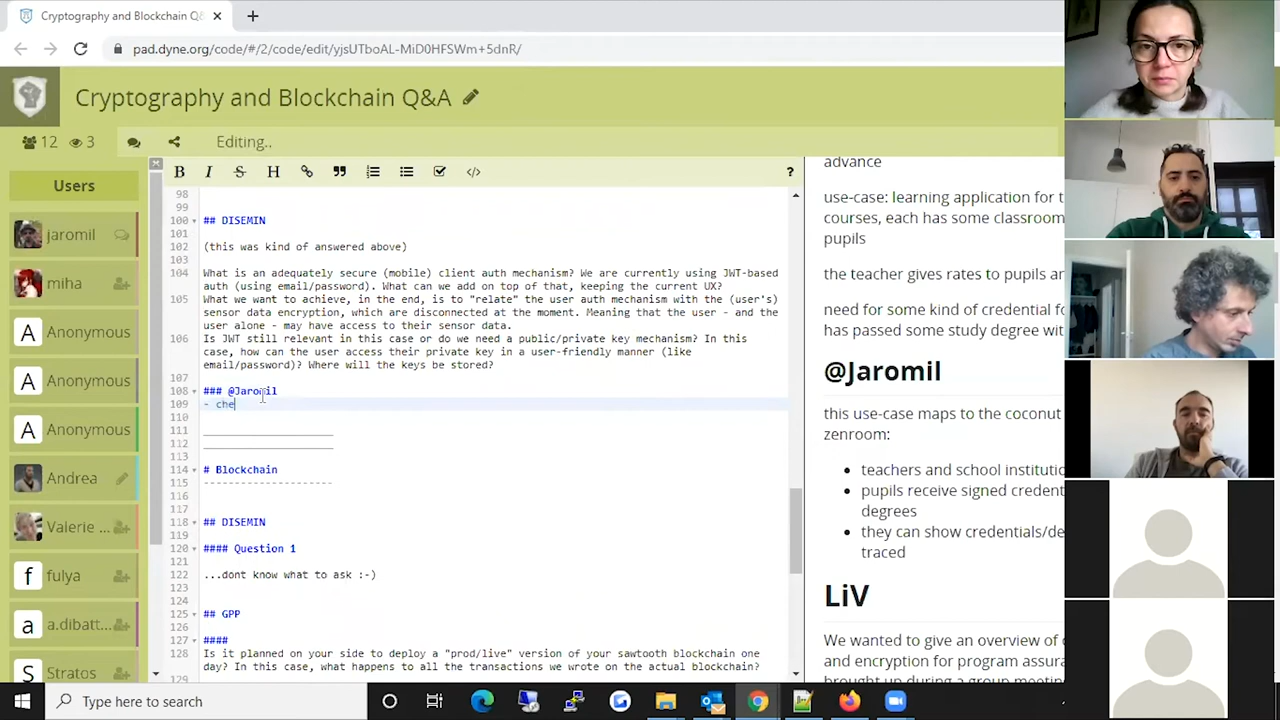 Cryptography and Blockchain Q&
pad.dyne.org/code/#/2/code/edit/yjsUTboAL-MiD0HFSWm+5dnR/
Cryptography and Blockchain Q&A
12 3
Editing..
Users
jaromil
miha
A Anonymous
A Anonymous
A Anonymous
Andrea
Valerie ...
f fulya
a a.dibatt...
S Stratos
B I S H ?
98
99
100 ## DISEMIN
101
102 (this was kind of answered above)
103
104 What is an adequately secure (mobile) client auth mechanism? We are currently using JWT-based
auth (using email/password). What can we add on top of that, keeping the current UX?
105 What we want to achieve, in the end, is to "relate" the user auth mechanism with the (user's)
sensor data encryption, which are disconnected at the moment. Meaning that the user - and the
user alone - may have access to their sensor data.
106 Is JWT still relevant in this case or do we need a public/private key mechanism? In this
case, how can the user access their private key in a user-friendly manner (like
email/password)? Where will the keys be stored?
107
108 ### @Jaromil
109 - che
110
111 _____________________
112 _____________________
113
114 # Blockchain
115 ---------------------
116
117
118 ## DISEMIN
119
120 #### Question 1
121
122 ...dont know what to ask :-)
123
124
125 ## GPP
126
127 ####
128 Is it planned on your side to deploy a "prod/live" version of your sawtooth blockchain one
day? In this case, what happens to all the transactions we wrote on the actual blockchain?
129
advance
use-case: learning application for t
courses, each has some classroom
pupils
the teacher gives rates to pupils an
need for some kind of credential fo
has passed some study degree wit
@Jaromil
this use-case maps to the coconut
zenroom:
• teachers and school institutio
• pupils receive signed credent
degrees
• they can show credentials/de
traced
LiV
We wanted to give an overview of
and encryption for program assura
brought up during a group meetin
Type here to search